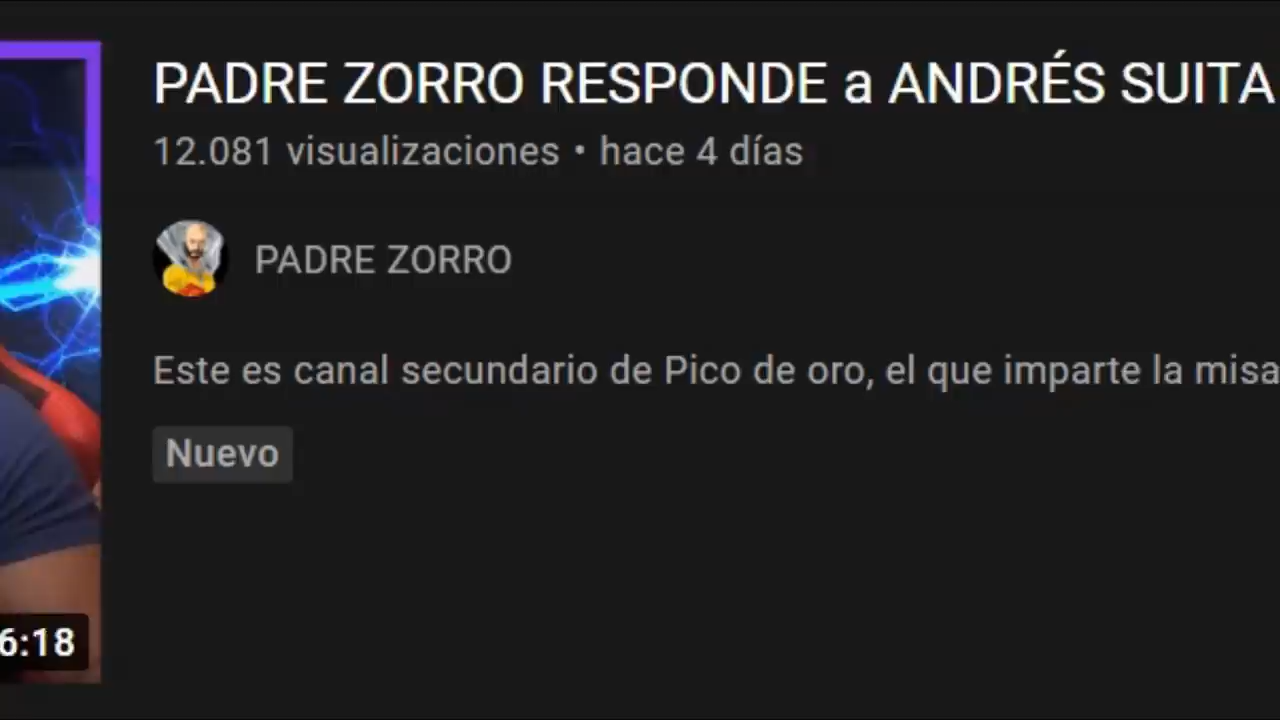 PADRE ZORRO RESPONDE a ANDRÉS SUITA
12.081 visualizaciones • hace 4 días
PADRE ZORRO
Este es canal secundario de Pico de oro, el que imparte la misa
Nuevo
6:18